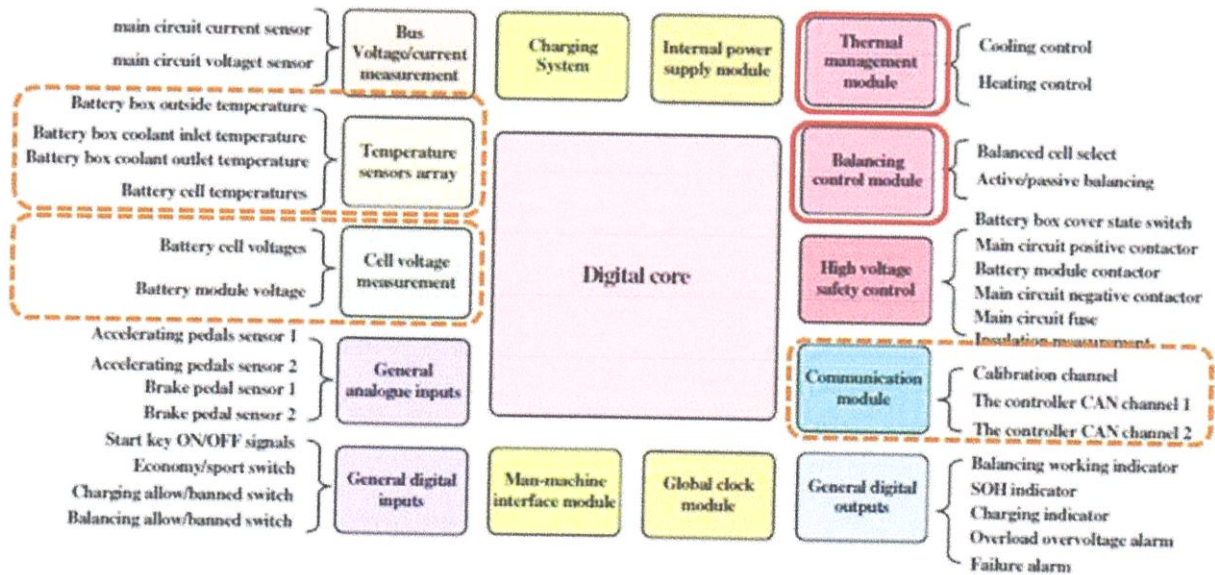 main circuit current sensor
main circuit voltaget sensor
Bus
Voltage/current
measurement
Charging
System
Internal power
supply module
Thermal
management
module
Cooling control
Heating control
Battery box outside temperature
Battery box coolant inlet temperature
Battery box coolant outlet temperature
Battery cell temperatures
Temperature
sensors array
Balancing
control module
Balanced cell select
Active/passive balancing
Battery cell voltages
Battery module voltage
Cell voltage
measurement
Digital core
High voltage
safety control
Battery box cover state switch
Main circuit positive contactor
Battery module contactor
Main circuit negative contactor
Main circuit fuse
Insulation measurement
Accelerating pedals sensor 1
Accelerating pedals sensor 2
Brake pedal sensor 1
Brake pedal sensor 2
General
analogue inputs
Communication
module
Calibration channel
The controller CAN channel 1
The controller CAN channel 2
Start key ON/OFF signals
Economy/sport switch
Charging allow/banned switch
Balancing allow/banned switch
General digital
inputs
Man-machine
interface module
Global clock
module
General digital
outputs
Balancing working indicator
SOH indicator
Charging indicator
Overload overvoltage alarm
Failure alarm